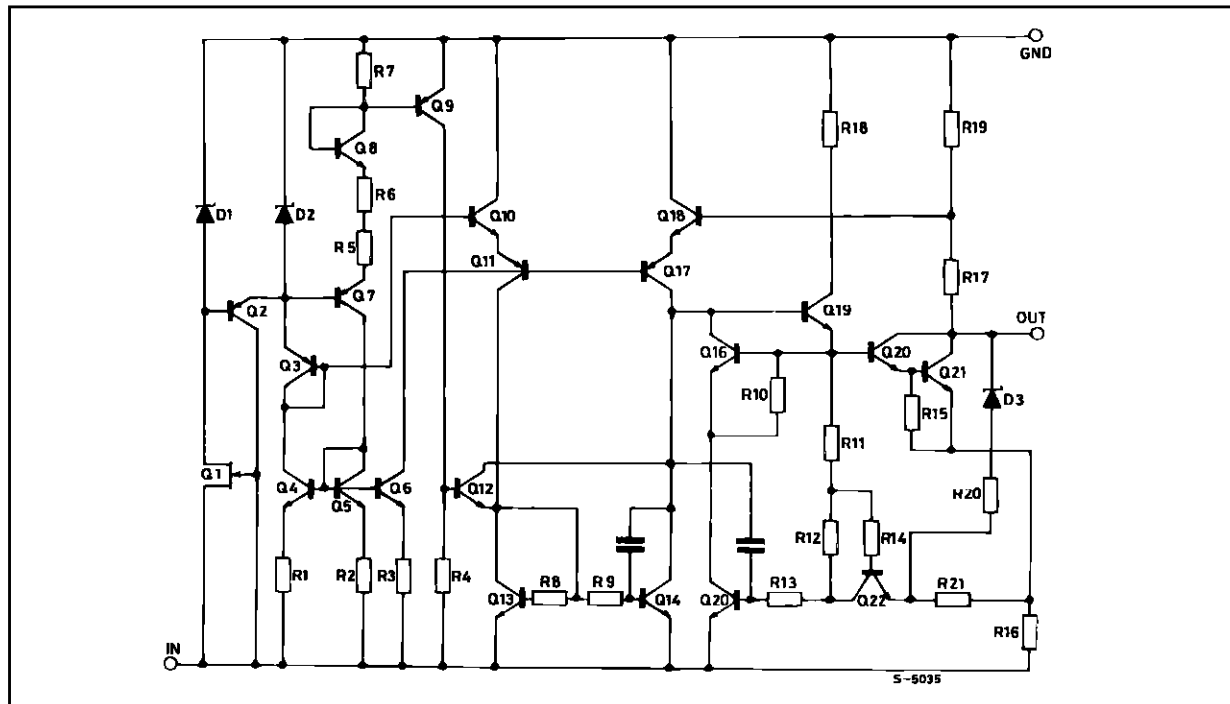 GND
R7
Q9
R18
R19
Q8
R6
D1
D2
Q10
Q18
R5
Q11
Q17
R17
Q7
Q2
OUT
Q19
Q3
Q16
Q20
Q21
R10
R15
D3
R11
Q1
Q4
Q5
Q6
Q12
R20
R12
R14
R1
R2
R3
R4
R8
R9
R13
Q13
Q14
Q20
Q22
R21
R16
IN
S-5035